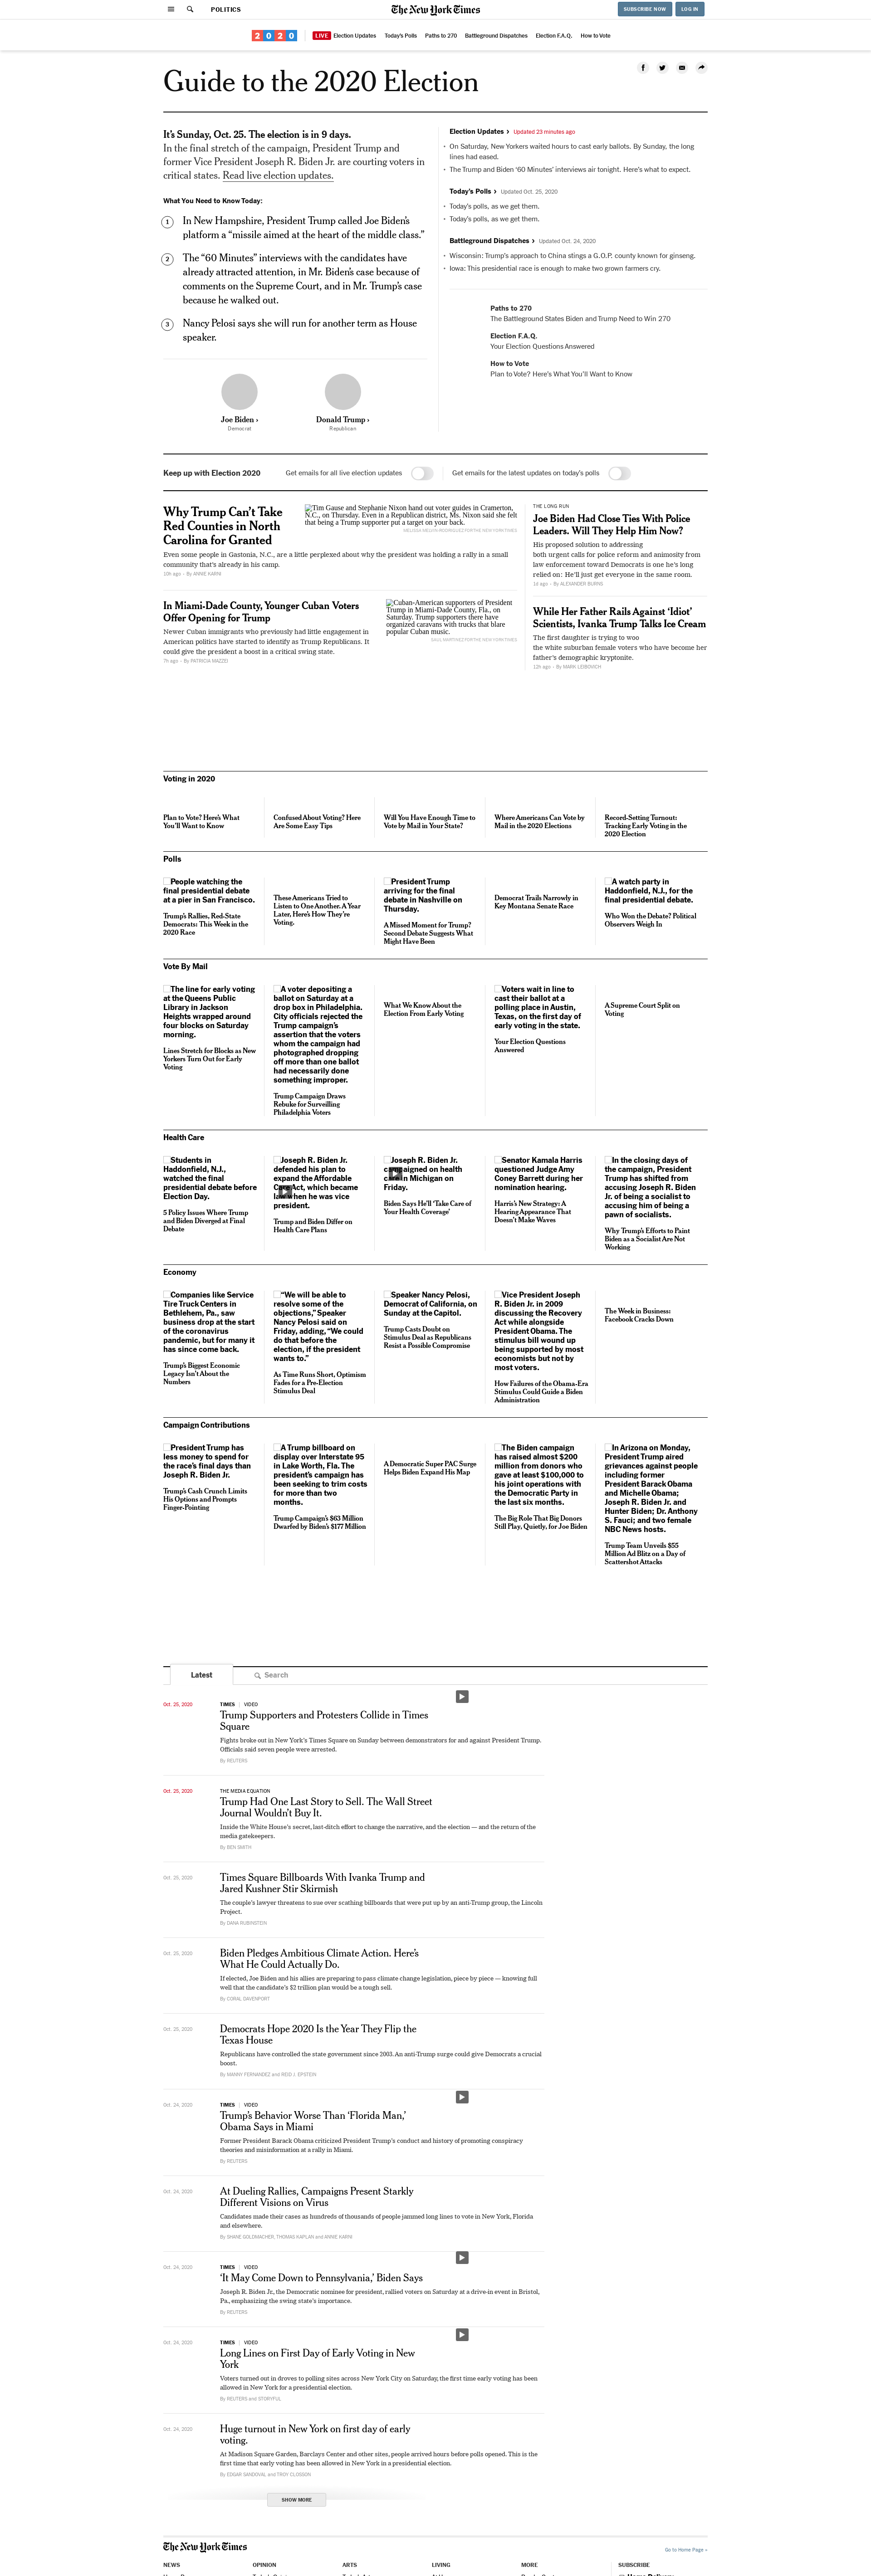 POLITICS
The New York Times
SUBSCRIBE NOW
LOG IN
2020
LIVE Election Updates
Today's Polls
Paths to 270
Battleground Dispatches
Election F.A.Q.
How to Vote
Guide to the 2020 Election
It's Sunday, Oct. 25. The election is in 9 days.
In the final stretch of the campaign, President Trump and
former Vice President Joseph R. Biden Jr. are courting voters in
critical states. Read live election updates.
What You Need to Know Today:
1 In New Hampshire, President Trump called Joe Biden's
platform a "missile aimed at the heart of the middle class."
2 The "60 Minutes" interviews with the candidates have
already attracted attention, in Mr. Biden's case because of
comments on the Supreme Court, and in Mr. Trump's case
because he walked out.
3 Nancy Pelosi says she will run for another term as House
speaker.
Joe Biden ›
Democrat
Donald Trump ›
Republican
Election Updates › Updated 23 minutes ago
• On Saturday, New Yorkers waited hours to cast early ballots. By Sunday, the long
lines had eased.
• The Trump and Biden '60 Minutes' interviews air tonight. Here's what to expect.
Today's Polls › Updated Oct. 25, 2020
• Today's polls, as we get them.
• Today's polls, as we get them.
Battleground Dispatches › Updated Oct. 24, 2020
• Wisconsin: Trump's approach to China stings a G.O.P. county known for ginseng.
• Iowa: This presidential race is enough to make two grown farmers cry.
Paths to 270
The Battleground States Biden and Trump Need to Win 270
Election F.A.Q.
Your Election Questions Answered
How to Vote
Plan to Vote? Here's What You'll Want to Know
Keep up with Election 2020
Get emails for all live election updates
Get emails for the latest updates on today's polls
Why Trump Can't Take
Red Counties in North
Carolina for Granted
Tim Gause and Stephanie Nixon hand out voter guides in Cramerton,
N.C., on Thursday. Even in a Republican district, Ms. Nixon said she felt
that being a Trump supporter put a target on your back.
MELISSA MELVIN-RODRIGUEZ FOR THE NEW YORK TIMES
Even some people in Gastonia, N.C., are a little perplexed about why the president was holding a rally in a small
community that's already in his camp.
10h ago – By ANNIE KARNI
In Miami-Dade County, Younger Cuban Voters
Offer Opening for Trump
Newer Cuban immigrants who previously had little engagement in
American politics have started to identify as Trump Republicans. It
could give the president a boost in a critical swing state.
7h ago – By PATRICIA MAZZEI
Cuban-American supporters of President
Trump in Miami-Dade County, Fla., on
Saturday. Trump supporters there have
organized caravans with trucks that blare
popular Cuban music.
SAUL MARTINEZ FOR THE NEW YORK TIMES
THE LONG RUN
Joe Biden Had Close Ties With Police
Leaders. Will They Help Him Now?
His proposed solution to addressing
both urgent calls for police reform and animosity from
law enforcement toward Democrats is one he's long
relied on: He'll just get everyone in the same room.
1d ago – By ALEXANDER BURNS
While Her Father Rails Against 'Idiot'
Scientists, Ivanka Trump Talks Ice Cream
The first daughter is trying to woo
the white suburban female voters who have become her
father's demographic kryptonite.
12h ago – By MARK LEIBOVICH
Voting in 2020
Plan to Vote? Here's What
You'll Want to Know
Confused About Voting? Here
Are Some Easy Tips
Will You Have Enough Time to
Vote by Mail in Your State?
Where Americans Can Vote by
Mail in the 2020 Elections
Record-Setting Turnout:
Tracking Early Voting in the
2020 Election
Polls
People watching the
final presidential debate
at a pier in San Francisco.
Trump's Rallies, Red-State
Democrats: This Week in the
2020 Race
These Americans Tried to
Listen to One Another. A Year
Later, Here's How They're
Voting.
President Trump
arriving for the final
debate in Nashville on
Thursday.
A Missed Moment for Trump?
Second Debate Suggests What
Might Have Been
Democrat Trails Narrowly in
Key Montana Senate Race
A watch party in
Haddonfield, N.J., for the
final presidential debate.
Who Won the Debate? Political
Observers Weigh In
Vote By Mail
The line for early voting
at the Queens Public
Library in Jackson
Heights wrapped around
four blocks on Saturday
morning.
Lines Stretch for Blocks as New
Yorkers Turn Out for Early
Voting
A voter depositing a
ballot on Saturday at a
drop box in Philadelphia.
City officials rejected the
Trump campaign's
assertion that the voters
whom the campaign had
photographed dropping
off more than one ballot
had necessarily done
something improper.
Trump Campaign Draws
Rebuke for Surveilling
Philadelphia Voters
What We Know About the
Election From Early Voting
Voters wait in line to
cast their ballot at a
polling place in Austin,
Texas, on the first day of
early voting in the state.
Your Election Questions
Answered
A Supreme Court Split on
Voting
Health Care
Students in
Haddonfield, N.J.,
watched the final
presidential debate before
Election Day.
5 Policy Issues Where Trump
and Biden Diverged at Final
Debate
Joseph R. Biden Jr.
defended his plan to
expand the Affordable
Act, which became
hen he was vice
president.
Trump and Biden Differ on
Health Care Plans
Joseph R. Biden Jr.
campaigned on health
in Michigan on
Friday.
Biden Says He'll 'Take Care of
Your Health Coverage'
Senator Kamala Harris
questioned Judge Amy
Coney Barrett during her
nomination hearing.
Harris's New Strategy: A
Hearing Appearance That
Doesn't Make Waves
In the closing days of
the campaign, President
Trump has shifted from
accusing Joseph R. Biden
Jr. of being a socialist to
accusing him of being a
pawn of socialists.
Why Trump's Efforts to Paint
Biden as a Socialist Are Not
Working
Economy
Companies like Service
Tire Truck Centers in
Bethlehem, Pa., saw
business drop at the start
of the coronavirus
pandemic, but for many it
has since come back.
Trump's Biggest Economic
Legacy Isn't About the
Numbers
"We will be able to
resolve some of the
objections," Speaker
Nancy Pelosi said on
Friday, adding, "We could
do that before the
election, if the president
wants to."
As Time Runs Short, Optimism
Fades for a Pre-Election
Stimulus Deal
Speaker Nancy Pelosi,
Democrat of California, on
Sunday at the Capitol.
Trump Casts Doubt on
Stimulus Deal as Republicans
Resist a Possible Compromise
Vice President Joseph
R. Biden Jr. in 2009
discussing the Recovery
Act while alongside
President Obama. The
stimulus bill wound up
being supported by most
economists but not by
most voters.
How Failures of the Obama-Era
Stimulus Could Guide a Biden
Administration
The Week in Business:
Facebook Cracks Down
Campaign Contributions
President Trump has
less money to spend for
the race's final days than
Joseph R. Biden Jr.
Trump's Cash Crunch Limits
His Options and Prompts
Finger-Pointing
A Trump billboard on
display over Interstate 95
in Lake Worth, Fla. The
president's campaign has
been seeking to trim costs
for more than two
months.
Trump Campaign's $63 Million
Dwarfed by Biden's $177 Million
A Democratic Super PAC Surge
Helps Biden Expand His Map
The Biden campaign
has raised almost $200
million from donors who
gave at least $100,000 to
his joint operations with
the Democratic Party in
the last six months.
The Big Role That Big Donors
Still Play, Quietly, for Joe Biden
In Arizona on Monday,
President Trump aired
grievances against people
including former
President Barack Obama
and Michelle Obama;
Joseph R. Biden Jr. and
Hunter Biden; Dr. Anthony
S. Fauci; and two female
NBC News hosts.
Trump Team Unveils $55
Million Ad Blitz on a Day of
Scattershot Attacks
Latest
Search
Oct. 25, 2020
TIMES | VIDEO
Trump Supporters and Protesters Collide in Times
Square
Fights broke out in New York's Times Square on Sunday between demonstrators for and against President Trump.
Officials said seven people were arrested.
By REUTERS
Oct. 25, 2020
THE MEDIA EQUATION
Trump Had One Last Story to Sell. The Wall Street
Journal Wouldn't Buy It.
Inside the White House's secret, last-ditch effort to change the narrative, and the election — and the return of the
media gatekeepers.
By BEN SMITH
Oct. 25, 2020
Times Square Billboards With Ivanka Trump and
Jared Kushner Stir Skirmish
The couple's lawyer threatens to sue over scathing billboards that were put up by an anti-Trump group, the Lincoln
Project.
By DANA RUBINSTEIN
Oct. 25, 2020
Biden Pledges Ambitious Climate Action. Here's
What He Could Actually Do.
If elected, Joe Biden and his allies are preparing to pass climate change legislation, piece by piece — knowing full
well that the candidate's $2 trillion plan would be a tough sell.
By CORAL DAVENPORT
Oct. 25, 2020
Democrats Hope 2020 Is the Year They Flip the
Texas House
Republicans have controlled the state government since 2003. An anti-Trump surge could give Democrats a crucial
boost.
By MANNY FERNANDEZ and REID J. EPSTEIN
Oct. 24, 2020
TIMES | VIDEO
Trump's Behavior Worse Than 'Florida Man,'
Obama Says in Miami
Former President Barack Obama criticized President Trump's conduct and history of promoting conspiracy
theories and misinformation at a rally in Miami.
By REUTERS
Oct. 24, 2020
At Dueling Rallies, Campaigns Present Starkly
Different Visions on Virus
Candidates made their cases as hundreds of thousands of people jammed long lines to vote in New York, Florida
and elsewhere.
By SHANE GOLDMACHER, THOMAS KAPLAN and ANNIE KARNI
Oct. 24, 2020
TIMES | VIDEO
'It May Come Down to Pennsylvania,' Biden Says
Joseph R. Biden Jr., the Democratic nominee for president, rallied voters on Saturday at a drive-in event in Bristol,
Pa., emphasizing the swing state's importance.
By REUTERS
Oct. 24, 2020
TIMES | VIDEO
Long Lines on First Day of Early Voting in New
York
Voters turned out in droves to polling sites across New York City on Saturday, the first time early voting has been
allowed in New York for a presidential election.
By REUTERS and STORYFUL
Oct. 24, 2020
Huge turnout in New York on first day of early
voting.
At Madison Square Garden, Barclays Center and other sites, people arrived hours before polls opened. This is the
first time that early voting has been allowed in New York in a presidential election.
By EDGAR SANDOVAL and TROY CLOSSON
SHOW MORE
The New York Times
Go to Home Page »
NEWS
OPINION
ARTS
LIVING
MORE
SUBSCRIBE